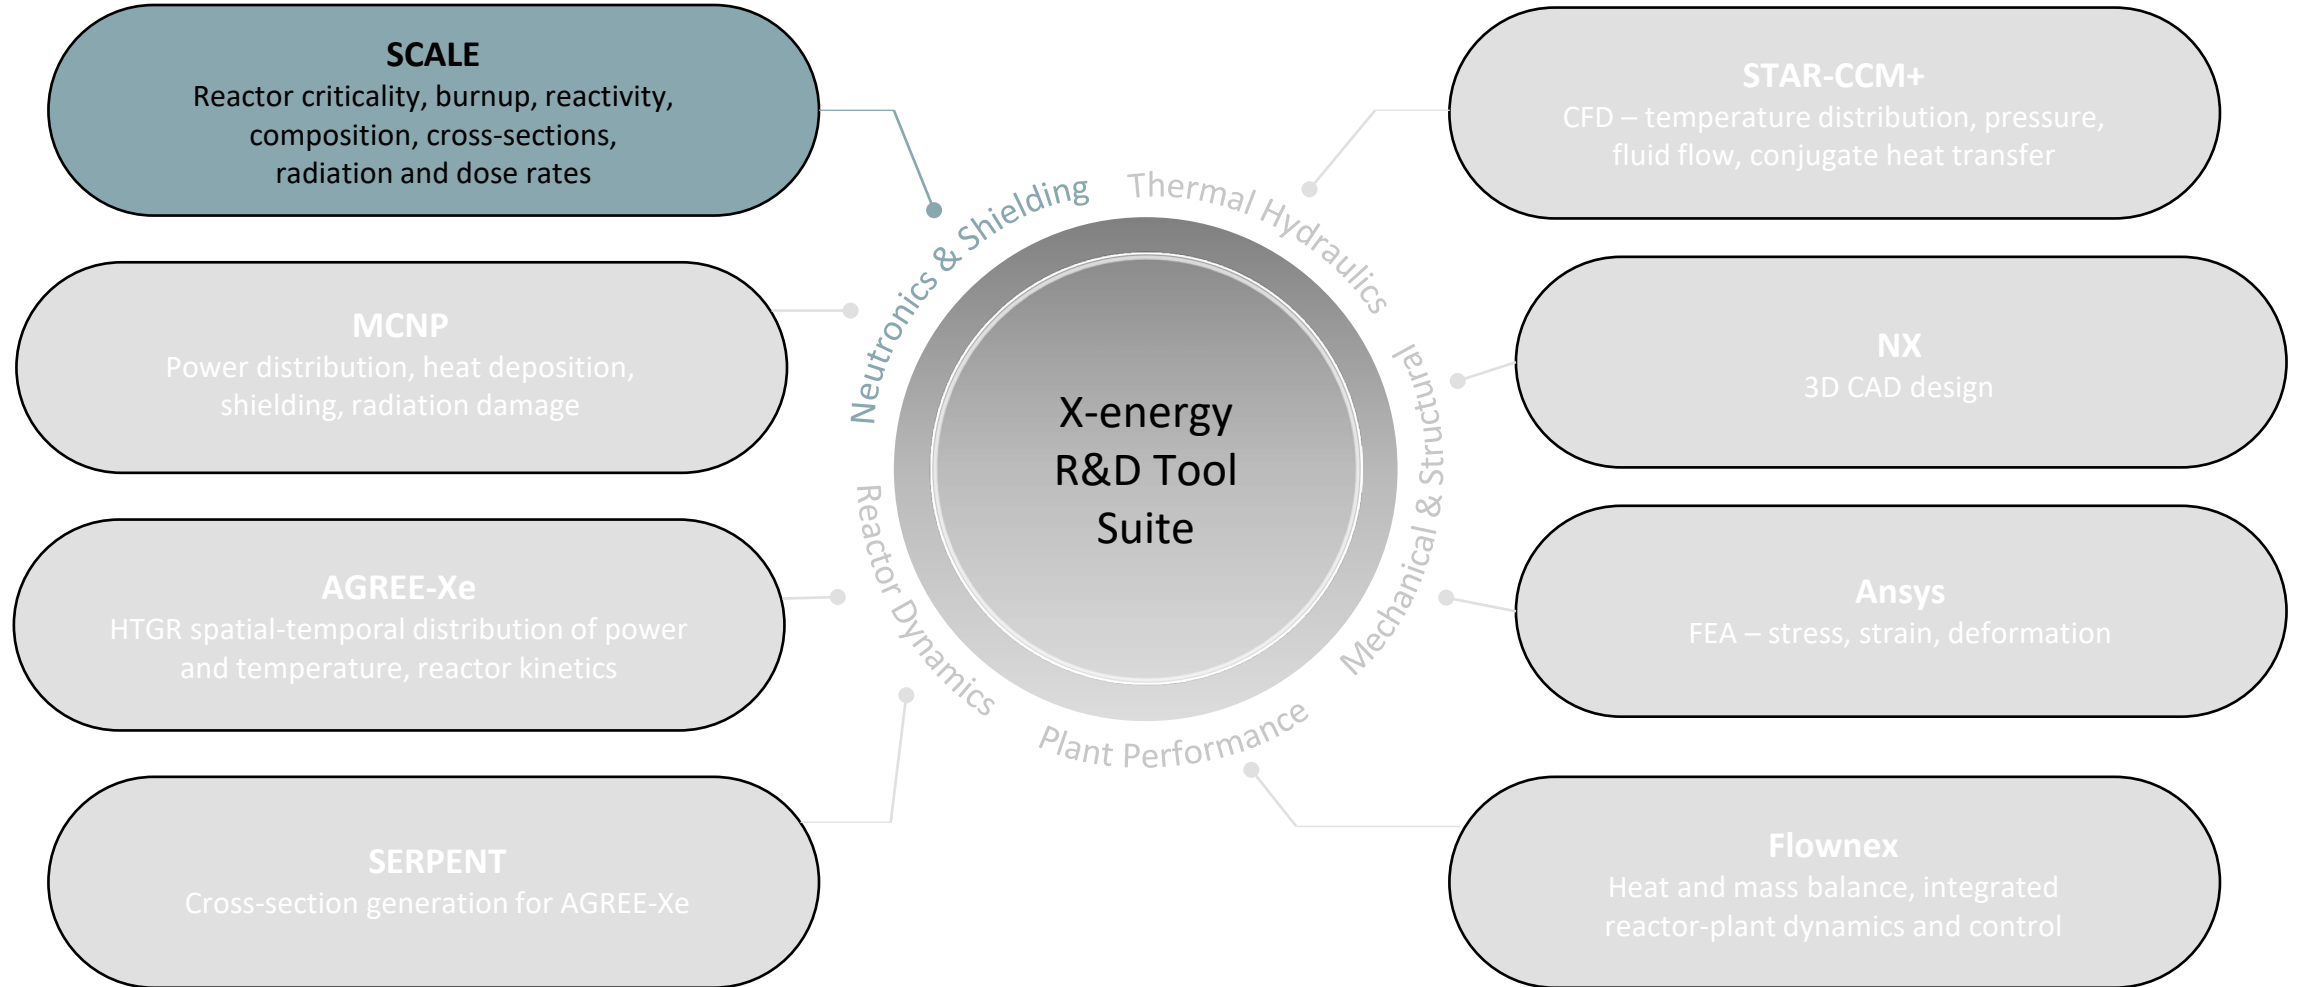 SCALE
Reactor criticality, burnup, reactivity,
composition, cross-sections,
radiation and dose rates
MCNP
Power distribution, heat deposition,
shielding, radiation damage
AGREE-Xe
HTGR spatial-temporal distribution of power
and temperature, reactor kinetics
SERPENT
Cross-section generation for AGREE-Xe
Neutronics & Shielding
Thermal Hydraulics
Mechanical & Structural
Plant Performance
Reactor Dynamics
X-energy
R&D Tool
Suite
STAR-CCM+
CFD – temperature distribution, pressure,
fluid flow, conjugate heat transfer
NX
3D CAD design
Ansys
FEA – stress, strain, deformation
Flownex
Heat and mass balance, integrated
reactor-plant dynamics and control